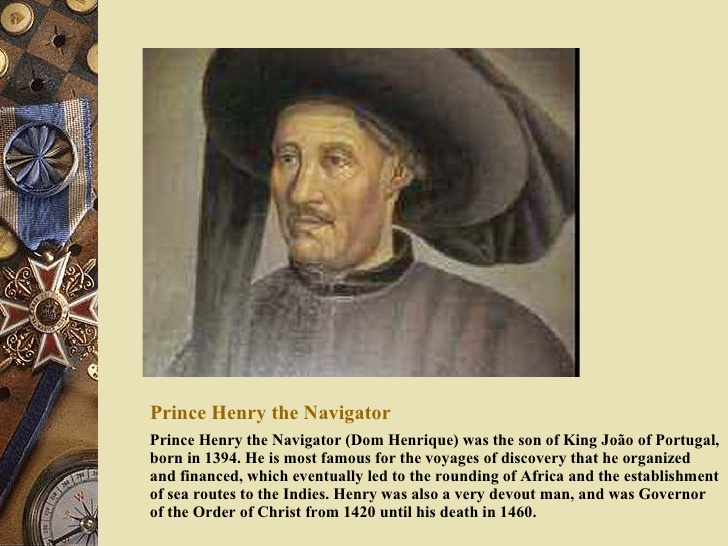 Prince Henry the Navigator
Prince Henry the Navigator (Dom Henrique) was the son of King João of Portugal,
born in 1394. He is most famous for the voyages of discovery that he organized
and financed, which eventually led to the rounding of Africa and the establishment
of sea routes to the Indies. Henry was also a very devout man, and was Governor
of the Order of Christ from 1420 until his death in 1460.